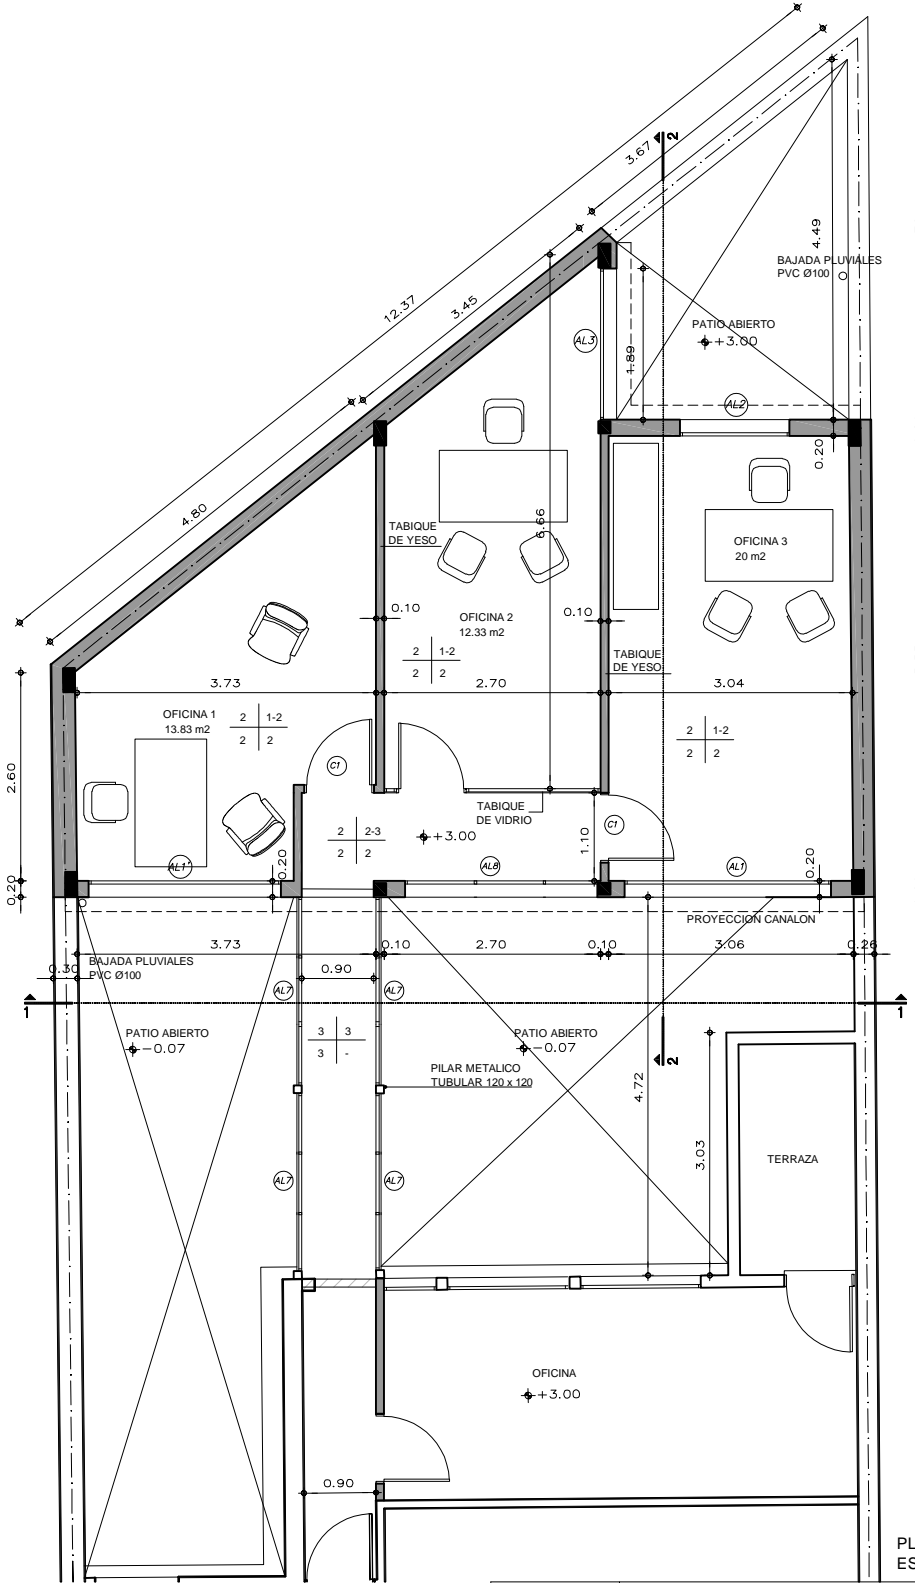 2
3.67
4.49
BAJADA PLUVIALES
PVC Ø100
12.37
3.45
PATIO ABIERTO
+3.00
AL3
1.89
AL2
0.20
4.80
TABIQUE
DE YESO
6.66
OFICINA 3
20 m2
0.10
OFICINA 2
12.33 m2
0.10
2 1-2
2 2
TABIQUE
DE YESO
3.73
2.70
3.04
OFICINA 1
13.83 m2
2 1-2
2 2
2 1-2
2 2
2.60
C1
TABIQUE
DE VIDRIO
C1
2 2-3
2 2
+3.00
1.10
0.20
AL1'
0.20
AL8
AL1
0.20
PROYECCION CANALON
3.73
0.10
2.70
0.10
3.06
0.26
0.30
BAJADA PLUVIALES
PVC Ø100
0.90
AL7
AL7
1
1
PATIO ABIERTO
-0.07
3 3
3 -
PATIO ABIERTO
-0.07
2
PILAR METALICO
TUBULAR 120 x 120
4.72
3.03
TERRAZA
AL7
AL7
OFICINA
+3.00
0.90
PL
ES